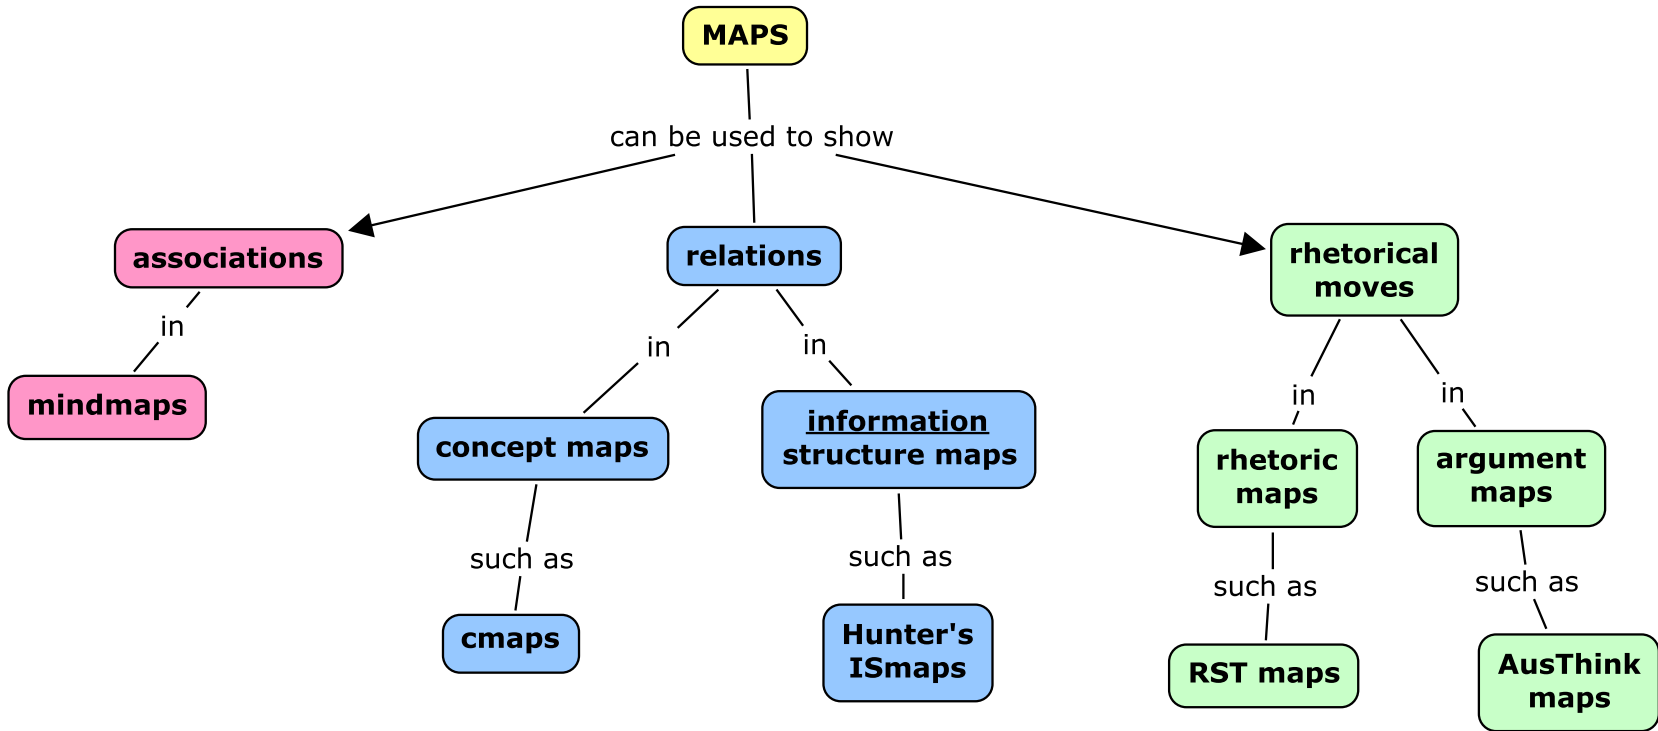 MAPS
can be used to show
associations
relations
rhetorical
moves
in
in
in
in
in
mindmaps
concept maps
information
structure maps
rhetoric
maps
argument
maps
such as
such as
such as
such as
cmaps
Hunter's
ISmaps
RST maps
AusThink
maps